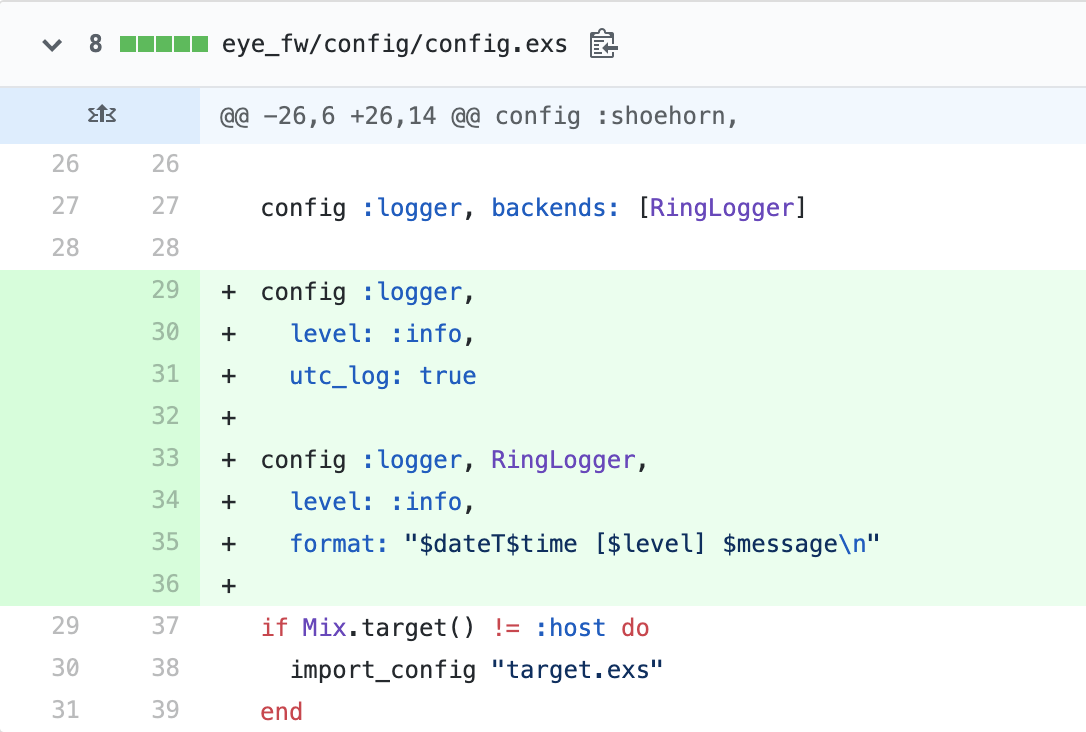 8 eye_fw/config/config.exs
@@ -26,6 +26,14 @@ config :shoehorn,
26 26
27 27 config :logger, backends: [RingLogger]
28 28
29 + config :logger,
30 + level: :info,
31 + utc_log: true
32 +
33 + config :logger, RingLogger,
34 + level: :info,
35 + format: "$dateT$time [$level] $message\n"
36 +
29 37 if Mix.target() != :host do
30 38 import_config "target.exs"
31 39 end